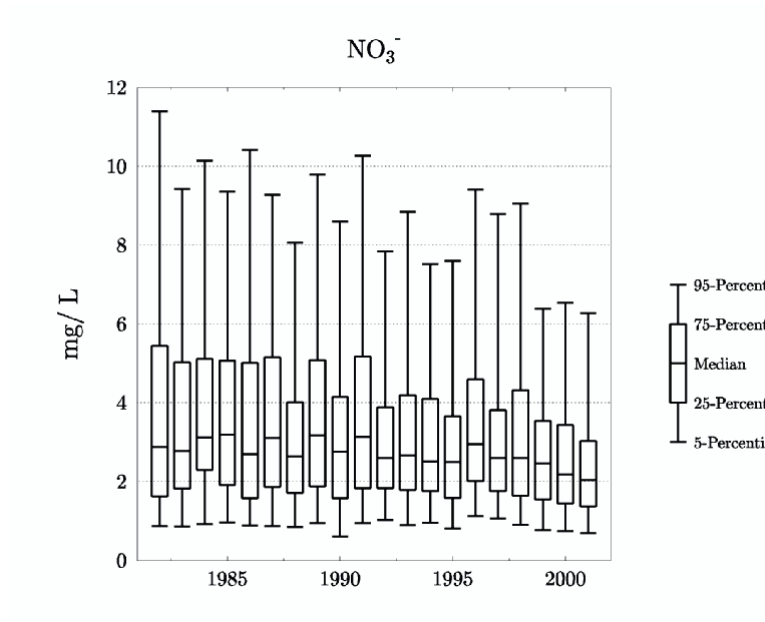 NO₃⁻
12
10
8
6
4
2
0
mg/ L
1985 1990 1995 2000
95-Percent
75-Percent
Median
25-Percent
5-Percenti